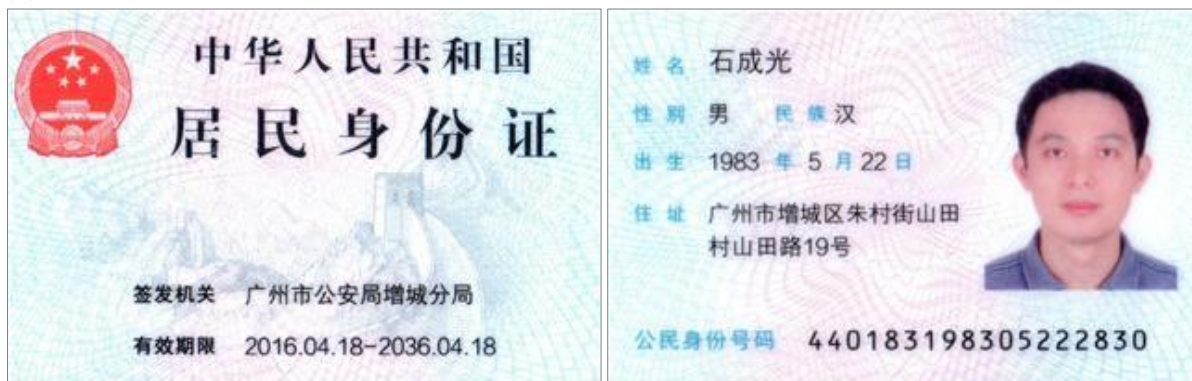 中华人民共和国
居民身份证
签发机关 广州市公安局增城分局
有效期限 2016.04.18-2036.04.18
姓名 石成光
性别 男 民族 汉
出生 1983 年 5 月 22 日
住址 广州市增城区朱村街山田
村山田路19号
公民身份号码 440183198305222830